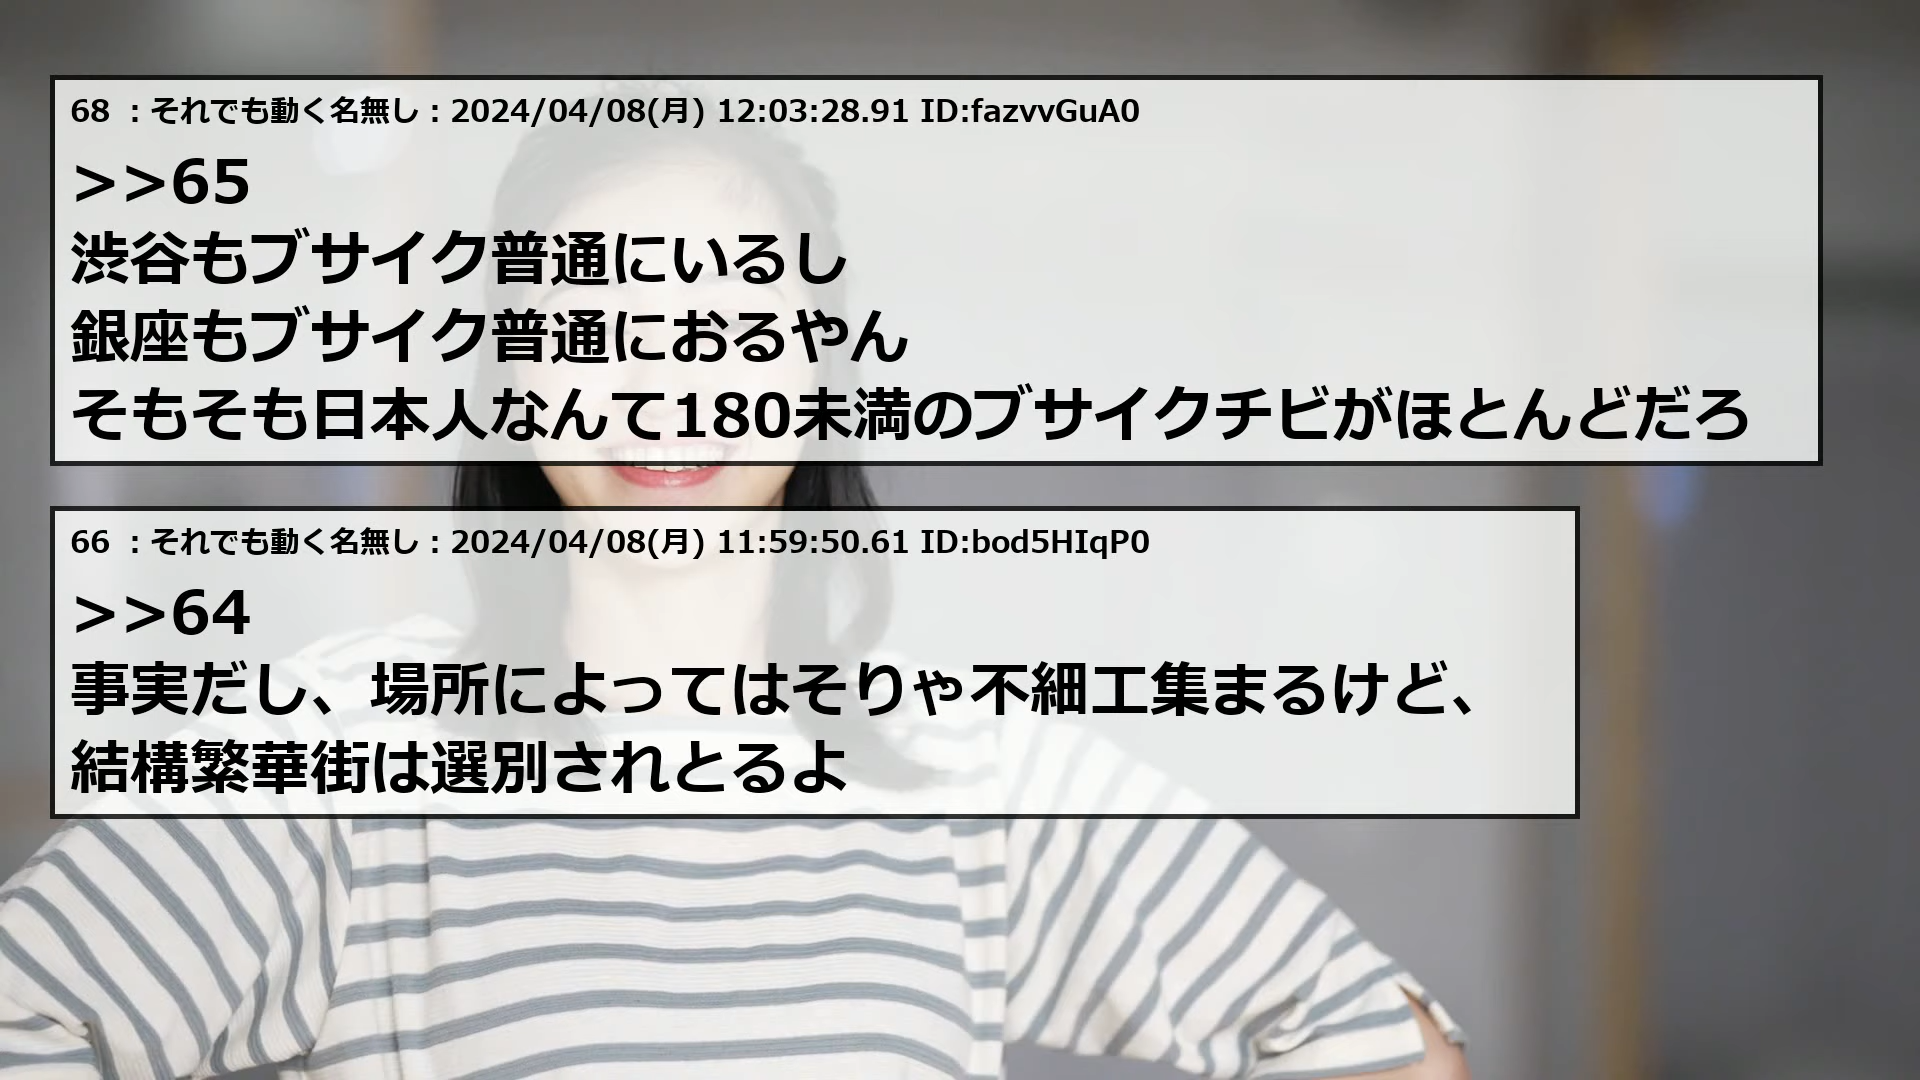 68 ：それでも動く名無し：2024/04/08(月) 12:03:28.91 ID:fazvvGuA0
>>65
渋谷もブサイク普通にいるし
銀座もブサイク普通におるやん
そもそも日本人なんて180未満のブサイクチビがほとんどだろ
66 ：それでも動く名無し：2024/04/08(月) 11:59:50.61 ID:bod5HIqP0
>>64
事実だし、場所によってはそりゃ不細工集まるけど、
結構繁華街は選別されとるよ